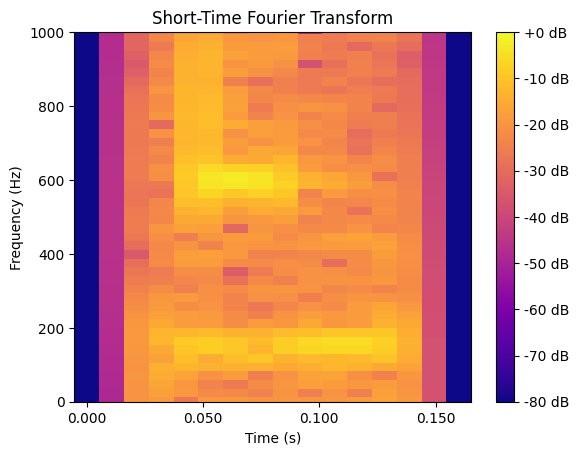 Short-Time Fourier Transform
1000
800
600
400
200
0
Frequency (Hz)
0.000
0.050
0.100
0.150
Time (s)
+0 dB
-10 dB
-20 dB
-30 dB
-40 dB
-50 dB
-60 dB
-70 dB
-80 dB